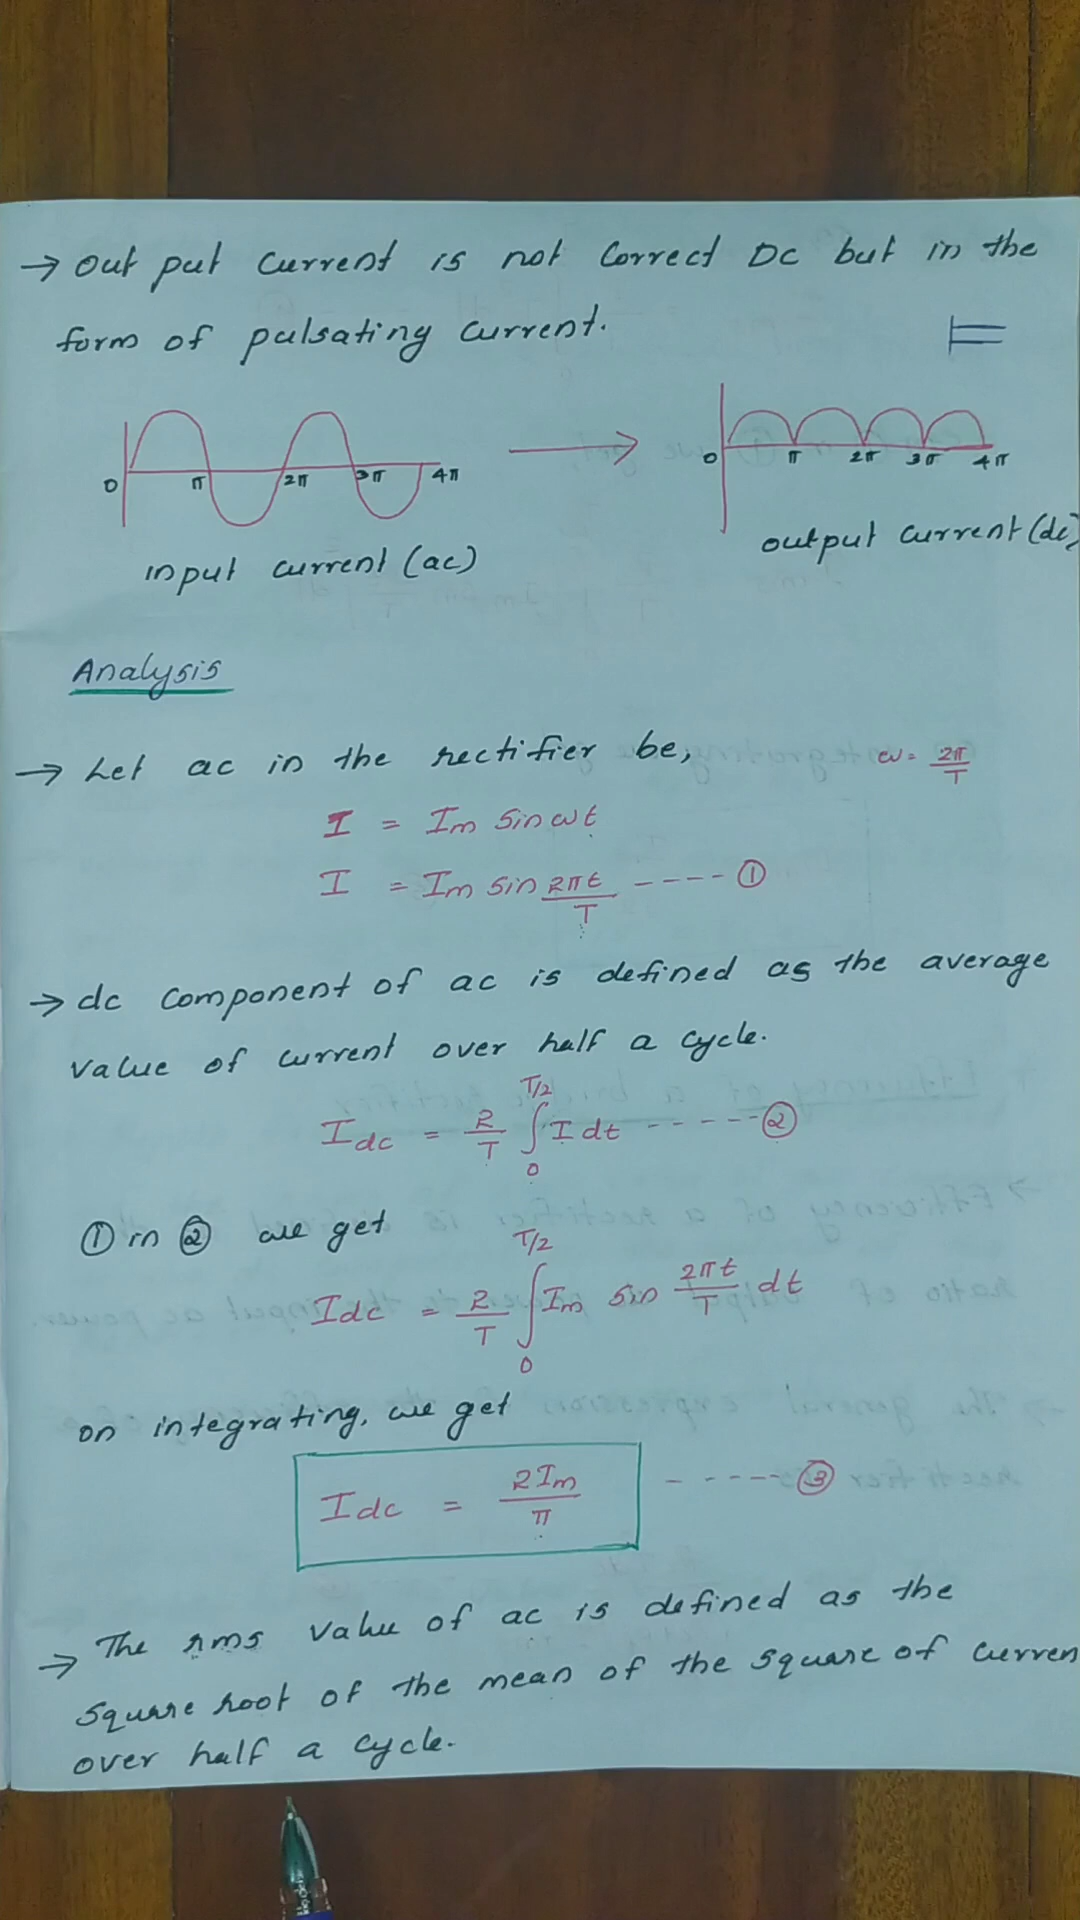 → out put current is not correct Dc but in the
form of pulsating current.
0 π 2π 3π 4π
0 π 2π 3π 4π
input current (ac)
output current (dc)
Analysis
→ Let ac in the rectifier be, ω = 2π/T
I = Im sin ωt
I = Im sin 2πt/T ---- ①
→ dc component of ac is defined as the average
value of current over half a cycle.
Idc = 2/T ∫₀^T/2 I dt ------ ②
① in ② we get
Idc = 2/T ∫₀^T/2 Im sin 2πt/T dt
on integrating, we get
Idc = 2Im/π ------ ③
→ The rms value of ac is defined as the
square root of the mean of the square of curren
over half a cycle.